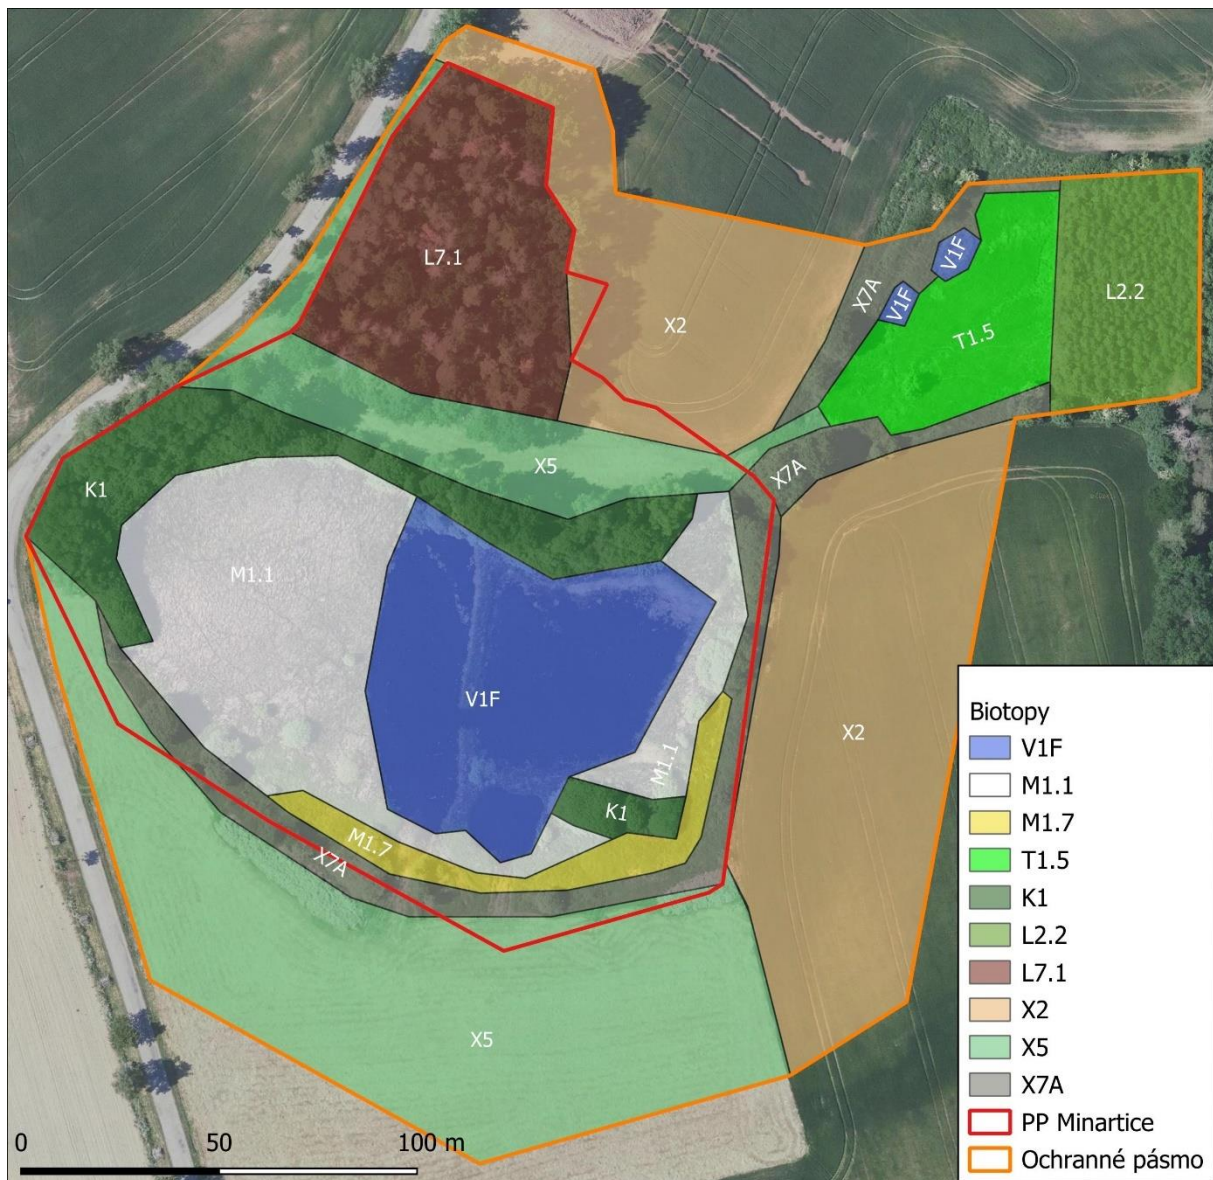 L7.1
V1F
X7A
V1F
L2.2
X2
T1.5
X5
X7A
K1
M1.1
V1F
X2
M1.1
K1
M1.7
X7A
X5
0 50 100 m
Biotopy
V1F
M1.1
M1.7
T1.5
K1
L2.2
L7.1
X2
X5
X7A
PP Minartice
Ochranné pásmo